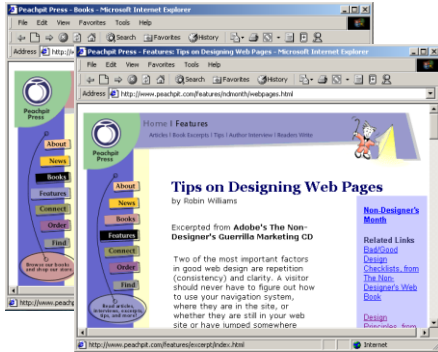 Peachpit Press - Books - Microsoft Internet Explorer
File Edit View Favorites Tools Help
Search Favorites History
Address http://w
Peachpit Press
About
News
Books
Features
Connect
Order
Find
Browse our books
and shop our store
http://www.peachp
Peachpit Press - Features: Tips on Designing Web Pages - Microsoft Internet Explorer
File Edit View Favorites Tools Help
Search Favorites History
Address http://www.peachpit.com/features/ndmonth/webpages.html
Peachpit
Press
Home | Features
Articles | Book Excerpts | Tips | Author Interview | Readers Write
About
News
Books
Features
Connect
Order
Find
Read articles,
interviews, excerpts,
tips, and more!
Tips on Designing Web Pages
by Robin Williams
Excerpted from Adobe's The Non-
Designer's Guerrilla Marketing CD
Two of the most important factors
in good web design are repetition
(consistency) and clarity. A visitor
should never have to figure out how
to use your navigation system,
where they are in the site, or
whether they are still in your web
site or have jumped somewhere
Non-Designer's
Month
Related Links
Bad/Good
Design
Checklists, from
The Non-
Designer's Web
Book
Design
Principles, from
http://www.peachpit.com/features/excerpt/index.html
Internet